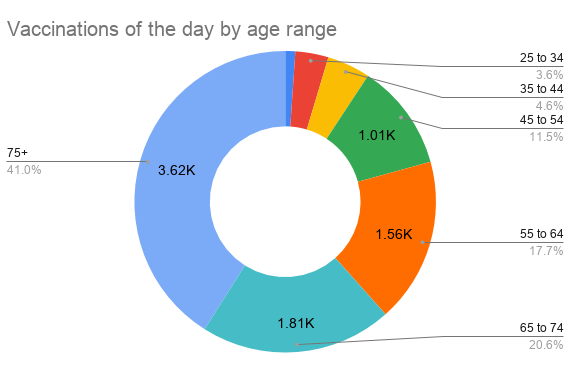 Vaccinations of the day by age range
25 to 34
3.6%
35 to 44
4.6%
45 to 54
11.5%
1.01K
75+
41.0%
3.62K
1.56K
55 to 64
17.7%
1.81K
65 to 74
20.6%